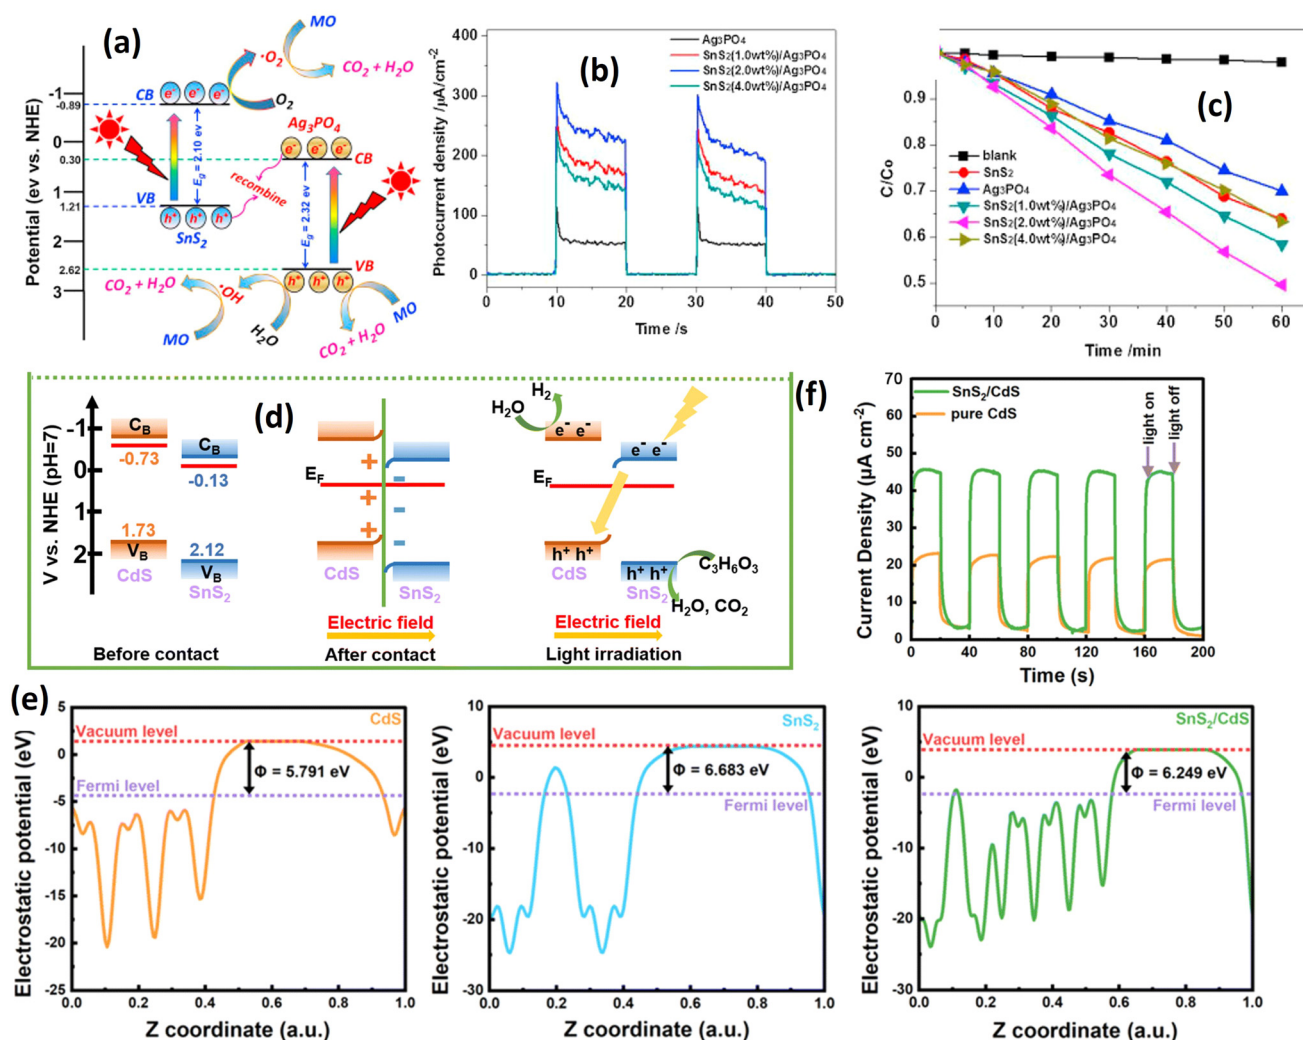 (a)
Potential (ev vs. NHE)
-1
-0.89
0
0.30
1
1.21
2
2.62
3
CB
e⁻ e⁻ e⁻
·O₂
MO
CO₂ + H₂O
O₂
Ag₃PO₄
e⁻ e⁻ e⁻
CB
Eg = 2.10 ev
recombine
VB
h⁺ h⁺ h⁺
SnS₂
Eg = 2.32 ev
VB
h⁺ h⁺ h⁺
CO₂ + H₂O
·OH
MO
H₂O
CO₂ + H₂O
MO
(b)
Photocurrent density /μA/cm⁻²
400
300
200
100
0
Ag₃PO₄
SnS₂(1.0wt%)/Ag₃PO₄
SnS₂(2.0wt%)/Ag₃PO₄
SnS₂(4.0wt%)/Ag₃PO₄
0 10 20 30 40 50
Time /s
(c)
C/Co
0.9
0.8
0.7
0.6
0.5
blank
SnS₂
Ag₃PO₄
SnS₂(1.0wt%)/Ag₃PO₄
SnS₂(2.0wt%)/Ag₃PO₄
SnS₂(4.0wt%)/Ag₃PO₄
0 10 20 30 40 50 60
Time /min
(d)
V vs. NHE (pH=7)
-1
0
1
2
CB
-0.73
CB
-0.13
1.73
VB
CdS
2.12
VB
SnS₂
Before contact
EF
+
+
+
-
-
-
CdS
SnS₂
Electric field
After contact
H₂O
H₂
e⁻ e⁻
e⁻ e⁻
EF
h⁺ h⁺
CdS
h⁺ h⁺
SnS₂
C₃H₆O₃
H₂O, CO₂
Electric field
Light irradiation
(f)
Current Density (μA cm⁻²)
70
60
50
40
30
20
10
0
SnS₂/CdS
pure CdS
light on
light off
0 40 80 120 160 200
Time (s)
(e)
Electrostatic potential (eV)
5
0
-5
-10
-15
-20
-25
CdS
Vacuum level
Φ = 5.791 eV
Fermi level
0.0 0.2 0.4 0.6 0.8 1.0
Z coordinate (a.u.)
Electrostatic potential (eV)
10
0
-10
-20
-30
SnS₂
Vacuum level
Φ = 6.683 eV
Fermi level
0.0 0.2 0.4 0.6 0.8 1.0
Z coordinate (a.u.)
Electrostatic potential (eV)
10
0
-10
-20
-30
SnS₂/CdS
Vacuum level
Φ = 6.249 eV
Fermi level
0.0 0.2 0.4 0.6 0.8 1.0
Z coordinate (a.u.)